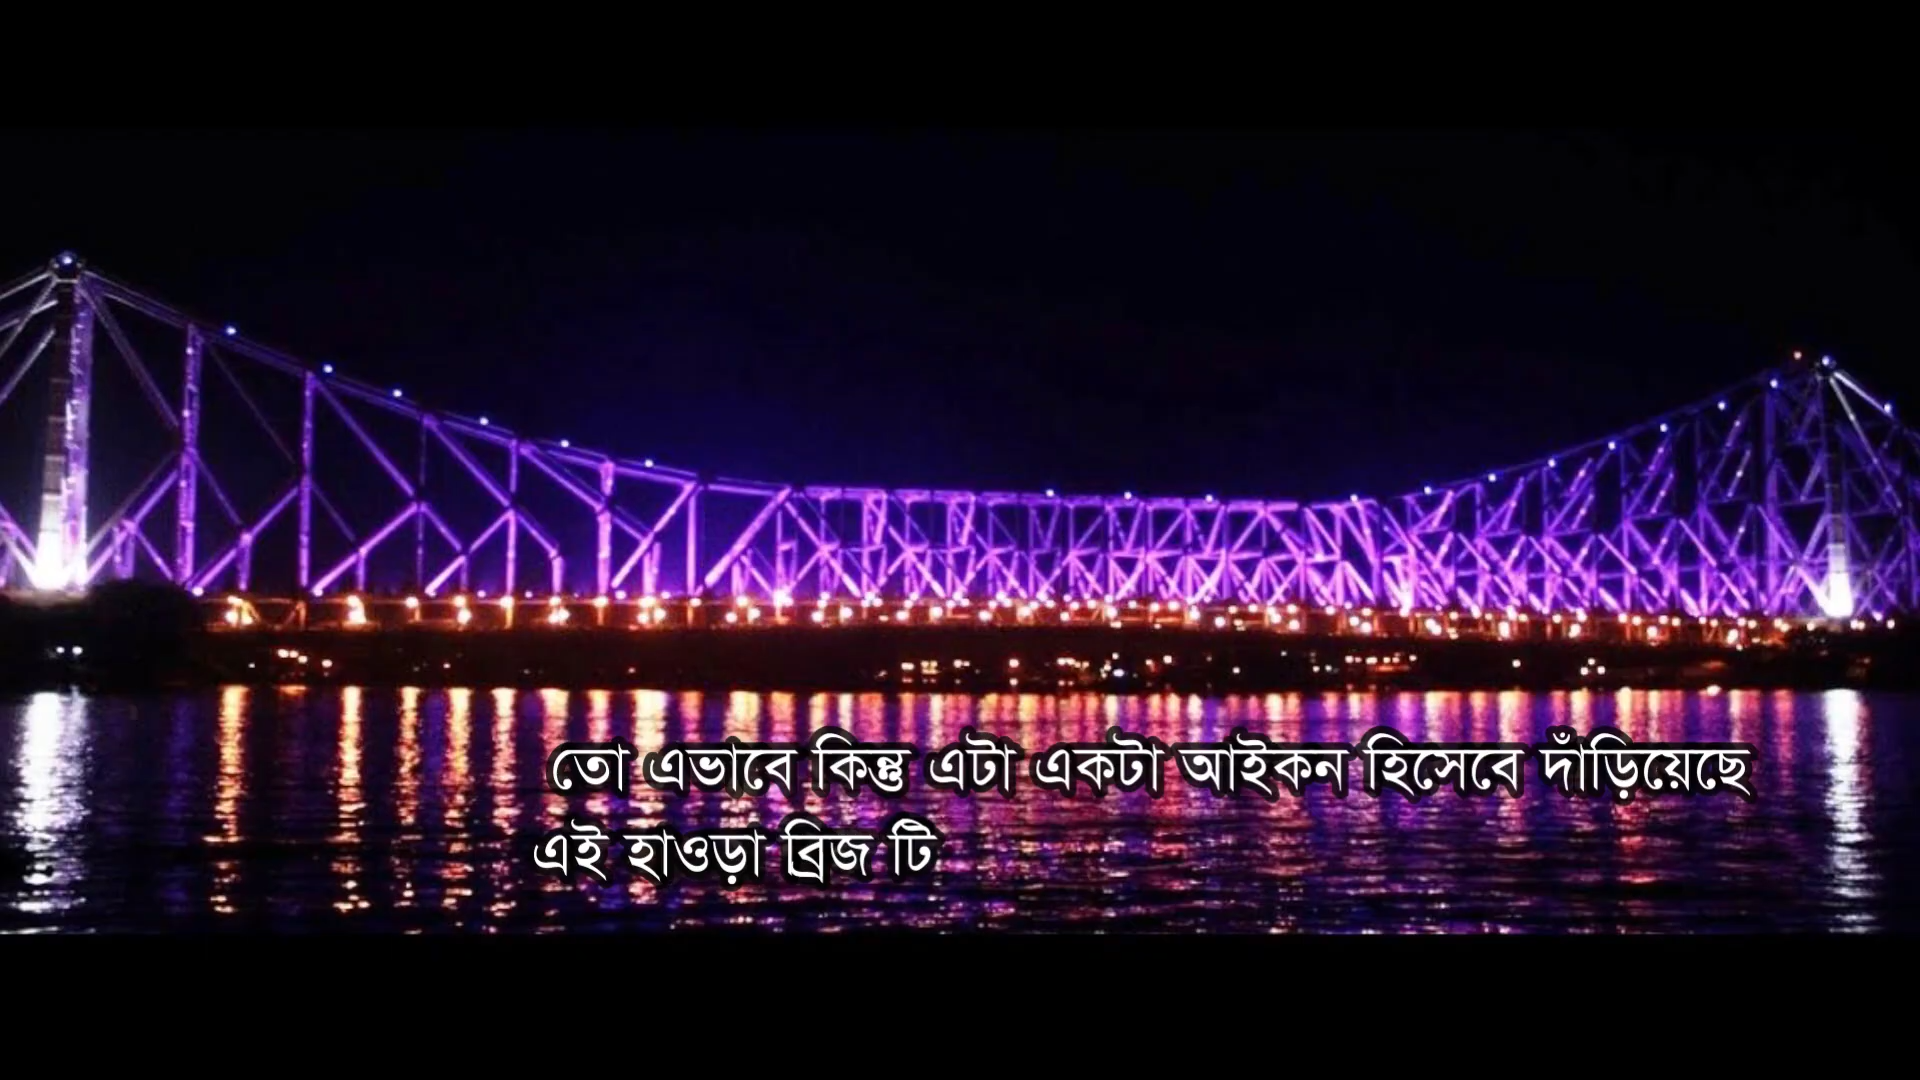 তো এভাবে কিন্তু এটা একটা আইকন হিসেবে দাঁড়িয়েছে
এই হাওড়া ব্রিজ টি